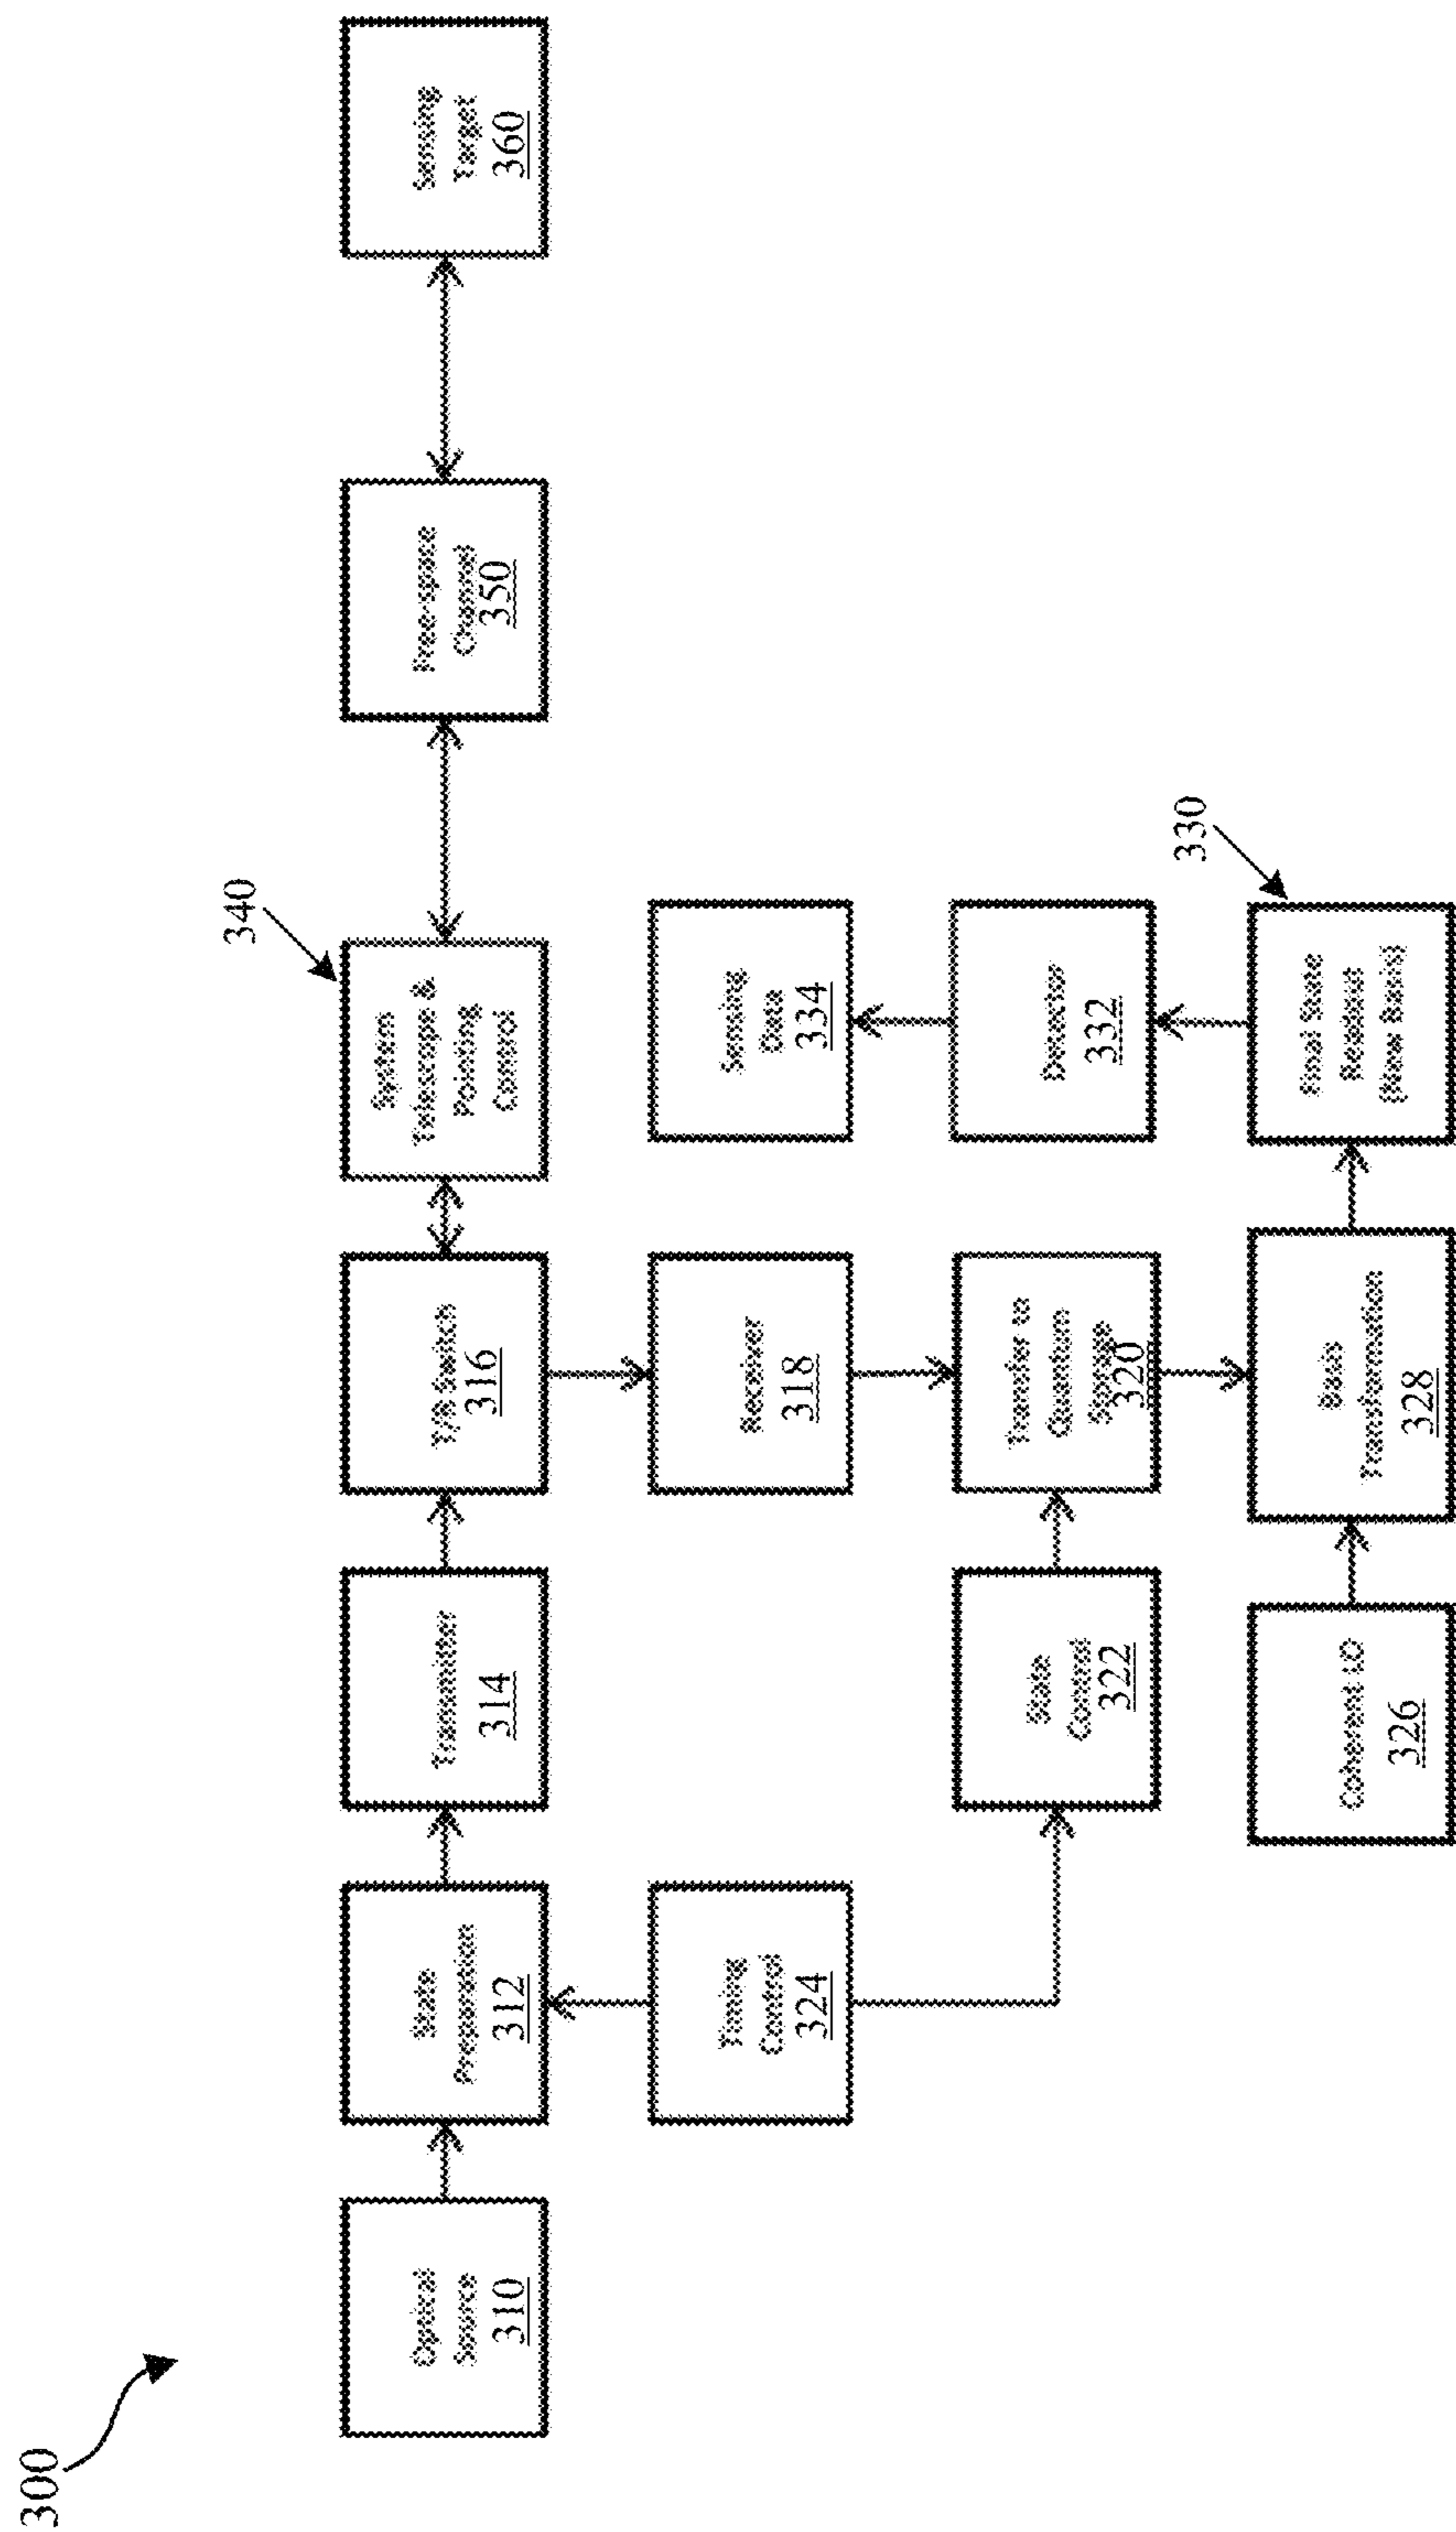 300
Optical
Source
310
State
Preparation
312
Transmitter
314
T/R Switch
316
340
System
Telescope &
Pointing
Control
Free-space
Channel
350
Sensing
Target
360
Timing
Control
324
Receiver
318
Sensing
Data
334
State
Control
322
Transfer to
Quantum
Storage
320
Detector
332
Coherent LO
326
Basis
Transformation
328
330
Final State
Readout
(New Basis)